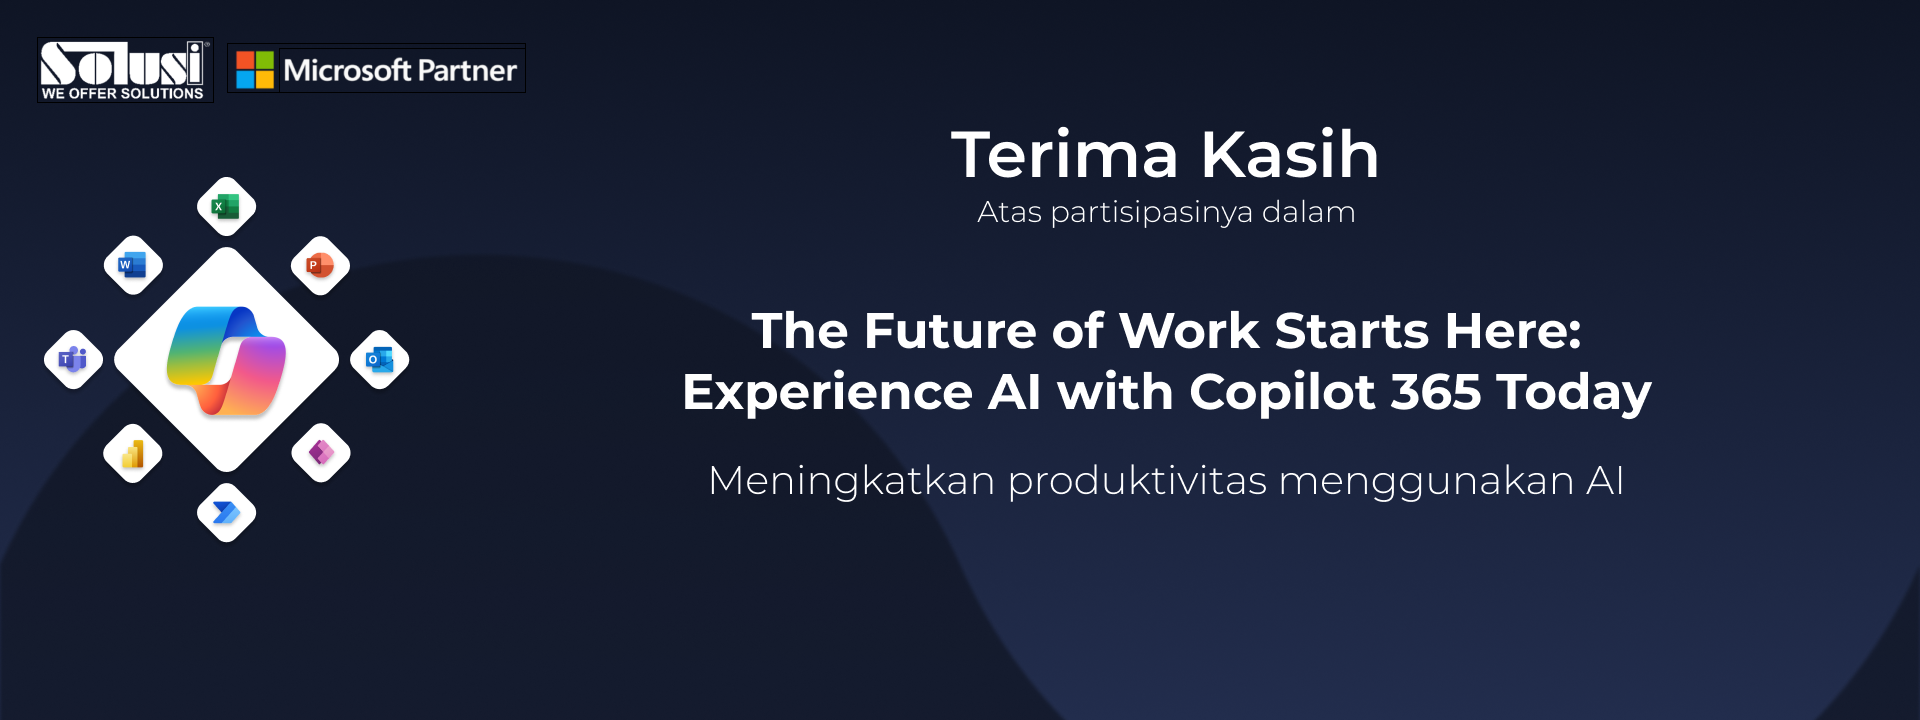 SOLUSI®
WE OFFER SOLUTIONS
Microsoft Partner
Terima Kasih
Atas partisipasinya dalam
The Future of Work Starts Here:
Experience AI with Copilot 365 Today
Meningkatkan produktivitas menggunakan AI
X
W
P
T
O